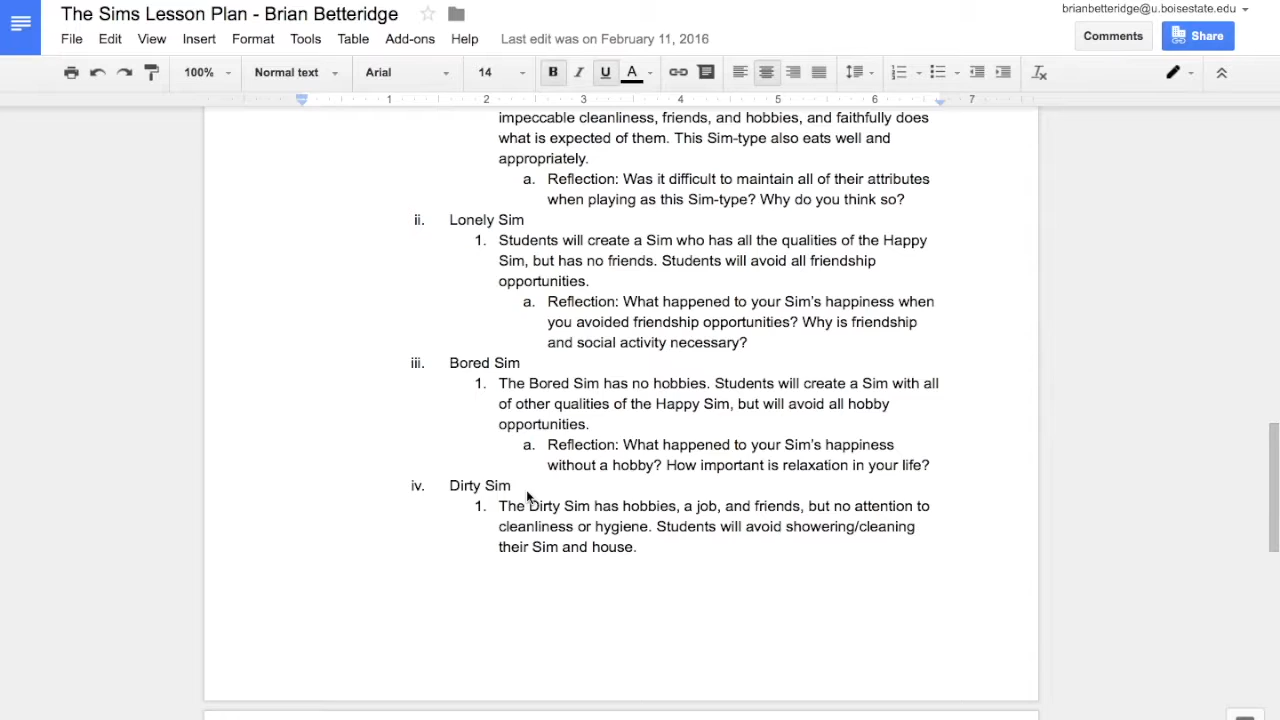 The Sims Lesson Plan - Brian Betteridge
brianbetteridge@u.boisestate.edu
File Edit View Insert Format Tools Table Add-ons Help Last edit was on February 11, 2016
Comments Share
100% Normal text Arial 14 B I U A
1 2 3 4 5 6 7
impeccable cleanliness, friends, and hobbies, and faithfully does
what is expected of them. This Sim-type also eats well and
appropriately.
a. Reflection: Was it difficult to maintain all of their attributes
when playing as this Sim-type? Why do you think so?
ii. Lonely Sim
1. Students will create a Sim who has all the qualities of the Happy
Sim, but has no friends. Students will avoid all friendship
opportunities.
a. Reflection: What happened to your Sim's happiness when
you avoided friendship opportunities? Why is friendship
and social activity necessary?
iii. Bored Sim
1. The Bored Sim has no hobbies. Students will create a Sim with all
of other qualities of the Happy Sim, but will avoid all hobby
opportunities.
a. Reflection: What happened to your Sim's happiness
without a hobby? How important is relaxation in your life?
iv. Dirty Sim
1. The Dirty Sim has hobbies, a job, and friends, but no attention to
cleanliness or hygiene. Students will avoid showering/cleaning
their Sim and house.